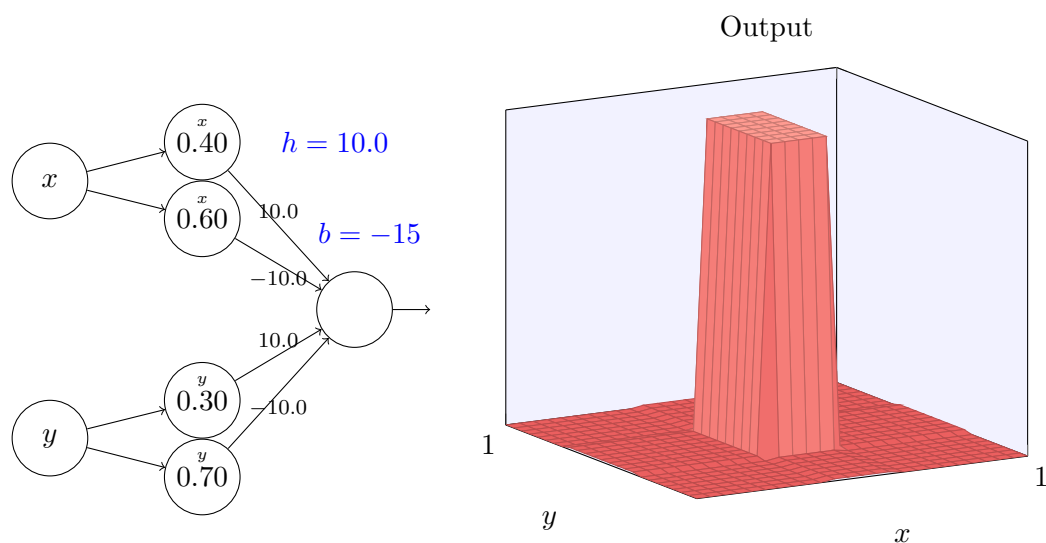 Output
x
0.40
h = 10.0
x
x
0.60
10.0
b = −15
−10.0
10.0
y
0.30
−10.0
y
y
0.70
1
1
y
x